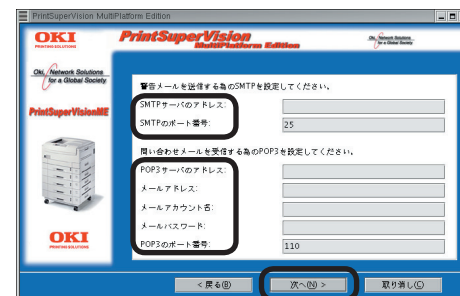 PrintSuperVision MultiPlatform Edition
OKI
PRINTING SOLUTIONS
PrintSuperVision
MultiPlatform Edition
Oki, Network Solutions
for a Global Society
Oki, Network Solutions
for a Global Society
PrintSuperVisionME
OKI
PRINTING SOLUTIONS
警告メールを送信する為のSMTPを設定してください。
SMTPサーバのアドレス:
SMTPのポート番号:
25
問い合わせメールを受信する為のPOP3を設定してください。
POP3サーバのアドレス:
メールアドレス:
メールアカウント名:
メールパスワード:
POP3のポート番号:
110
< 戻る(B)
次へ(N) >
取り消し(C)